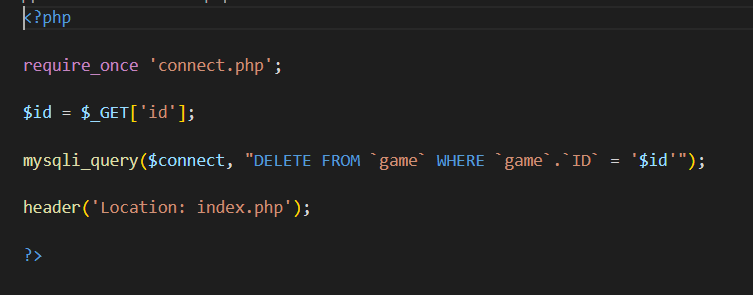 <?php
require_once 'connect.php';
$id = $_GET['id'];
mysqli_query($connect, "DELETE FROM `game` WHERE `game`.`ID` = '$id'");
header('Location: index.php');
?>